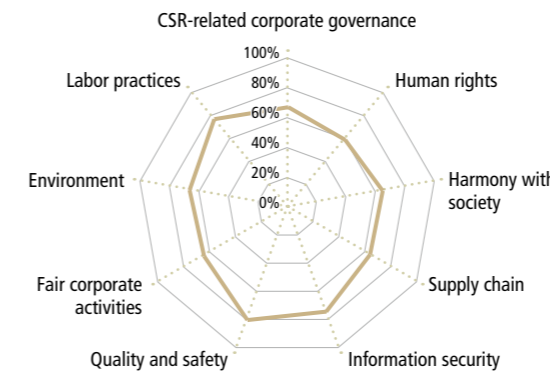 CSR-related corporate governance
100%
80%
60%
40%
20%
0%
Human rights
Harmony with
society
Supply chain
Information security
Quality and safety
Fair corporate
activities
Environment
Labor practices